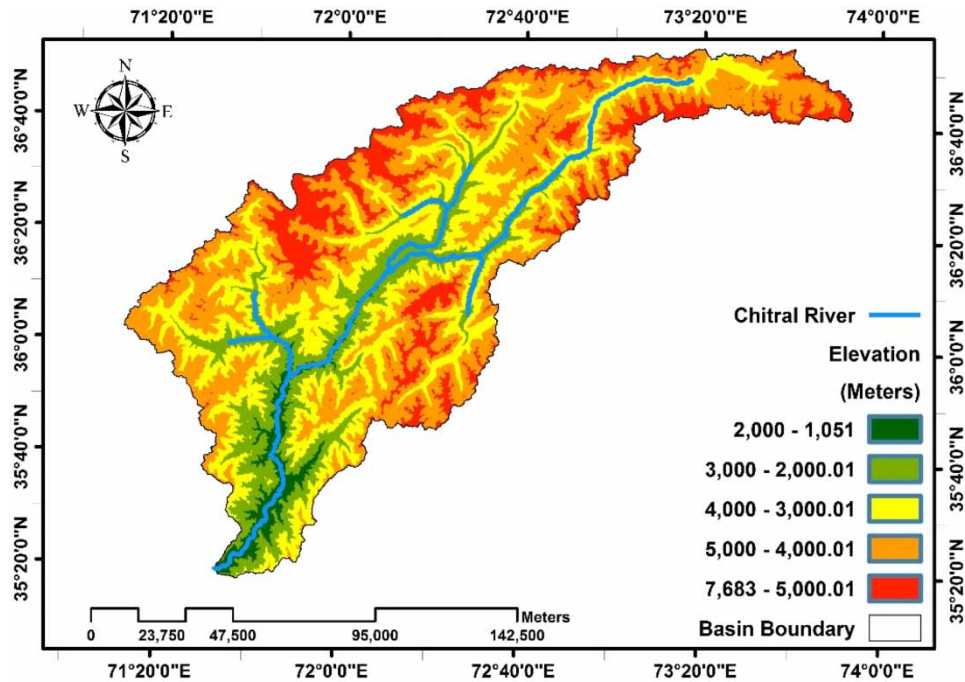 71°20'0"E 72°0'0"E 72°40'0"E 73°20'0"E 74°0'0"E
N
W E
S
36°40'0"N
36°20'0"N
36°0'0"N
35°40'0"N
35°20'0"N
36°40'0"N
36°20'0"N
36°0'0"N
35°40'0"N
35°20'0"N
Chitral River
Elevation
(Meters)
2,000 - 1,051
3,000 - 2,000.01
4,000 - 3,000.01
5,000 - 4,000.01
7,683 - 5,000.01
Basin Boundary
Meters
0 23,750 47,500 95,000 142,500
71°20'0"E 72°0'0"E 72°40'0"E 73°20'0"E 74°0'0"E